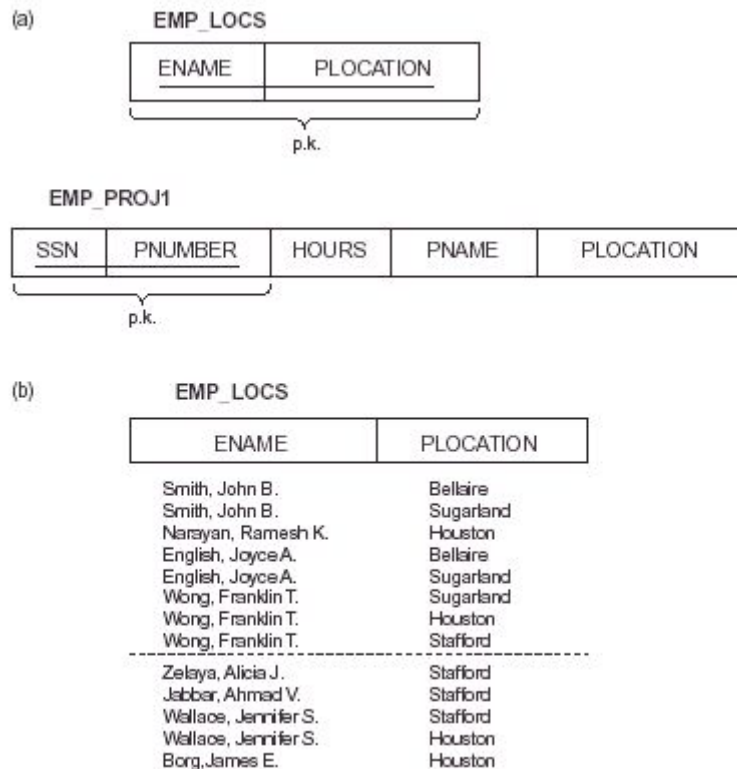 (a)
EMP_LOCS
ENAME PLOCATION
p.k.
EMP_PROJ1
SSN PNUMBER HOURS PNAME PLOCATION
p.k.
(b)
EMP_LOCS
ENAME PLOCATION
Smith, John B. Bellaire
Smith, John B. Sugarland
Narayan, Ramesh K. Houston
English, Joyce A. Bellaire
English, Joyce A. Sugarland
Wong, Franklin T. Sugarland
Wong, Franklin T. Houston
Wong, Franklin T. Stafford
Zelaya, Alicia J. Stafford
Jabbar, Ahmad V. Stafford
Wallace, Jennifer S. Stafford
Wallace, Jennifer S. Houston
Borg,James E. Houston